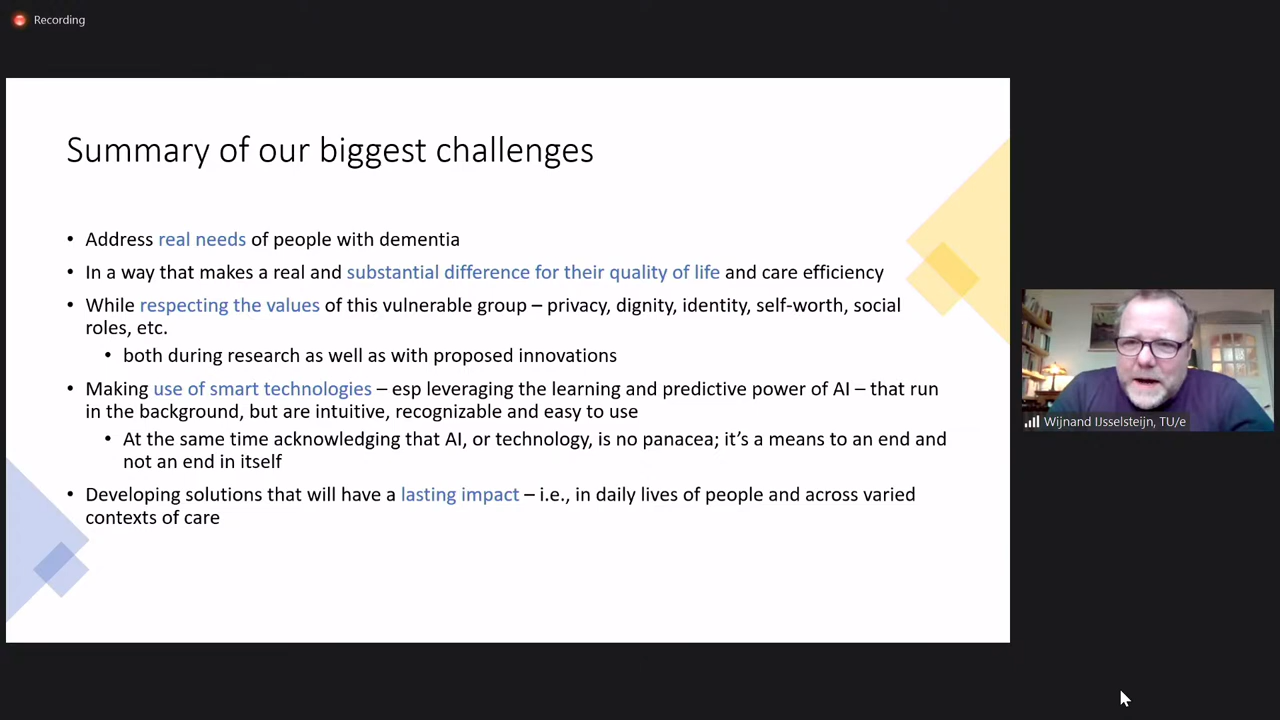 Recording
Summary of our biggest challenges
• Address real needs of people with dementia
• In a way that makes a real and substantial difference for their quality of life and care efficiency
• While respecting the values of this vulnerable group – privacy, dignity, identity, self-worth, social
roles, etc.
• both during research as well as with proposed innovations
• Making use of smart technologies – esp leveraging the learning and predictive power of AI – that run
in the background, but are intuitive, recognizable and easy to use
• At the same time acknowledging that AI, or technology, is no panacea; it's a means to an end and
not an end in itself
• Developing solutions that will have a lasting impact – i.e., in daily lives of people and across varied
contexts of care
Wijnand IJsselsteijn, TU/e